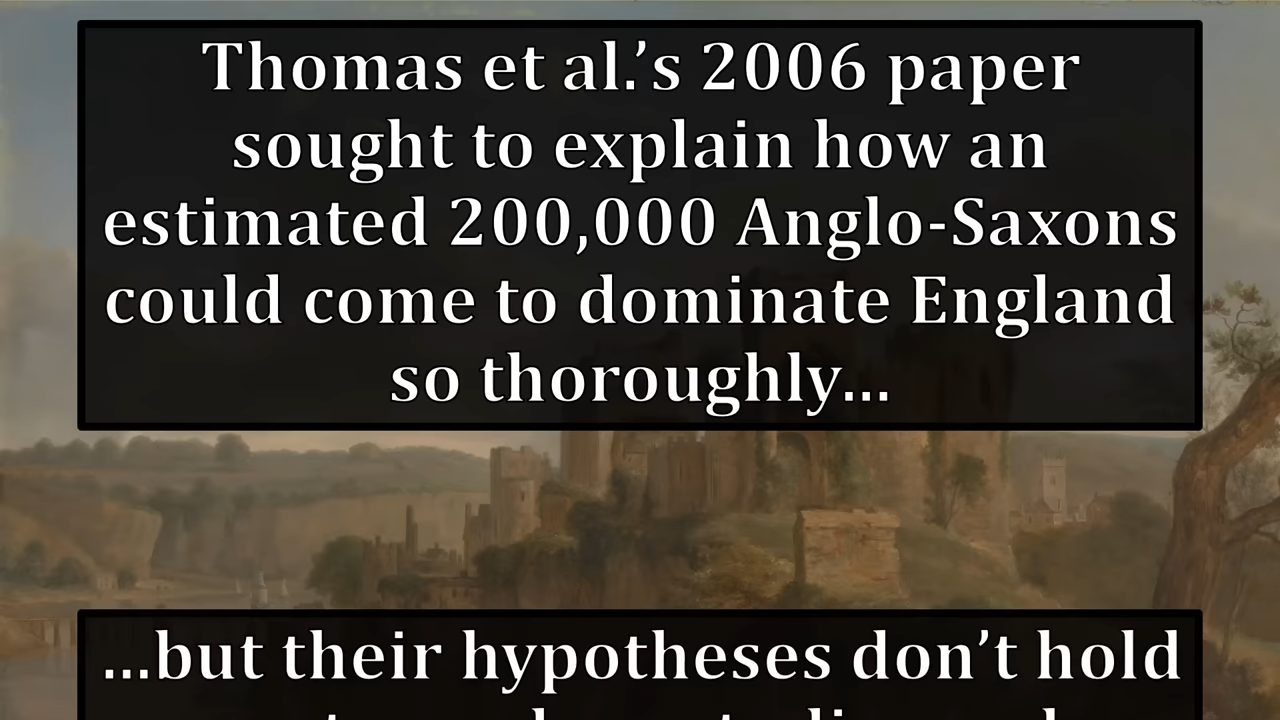 Thomas et al.’s 2006 paper
sought to explain how an
estimated 200,000 Anglo-Saxons
could come to dominate England
so thoroughly…
…but their hypotheses don’t hold